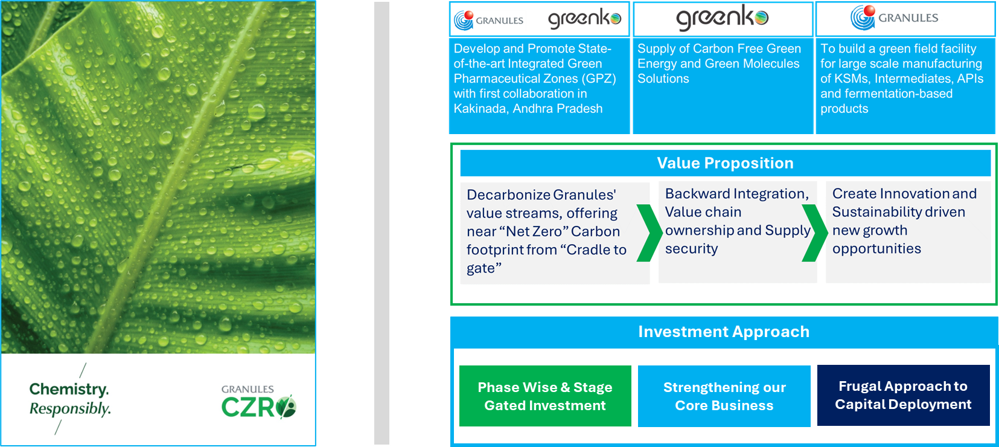 Chemistry.
Responsibly.
GRANULES
CZRO
GRANULES
greenko
greenko
GRANULES
Develop and Promote State-
of-the-art Integrated Green
Pharmaceutical Zones (GPZ)
with first collaboration in
Kakinada, Andhra Pradesh
Supply of Carbon Free Green
Energy and Green Molecules
Solutions
To build a green field facility
for large scale manufacturing
of KSMs, Intermediates, APIs
and fermentation-based
products
Value Proposition
Decarbonize Granules'
value streams, offering
near “Net Zero” Carbon
footprint from “Cradle to
gate”
Backward Integration,
Value chain
ownership and Supply
security
Create Innovation and
Sustainability driven
new growth
opportunities
Investment Approach
Phase Wise & Stage
Gated Investment
Strengthening our
Core Business
Frugal Approach to
Capital Deployment